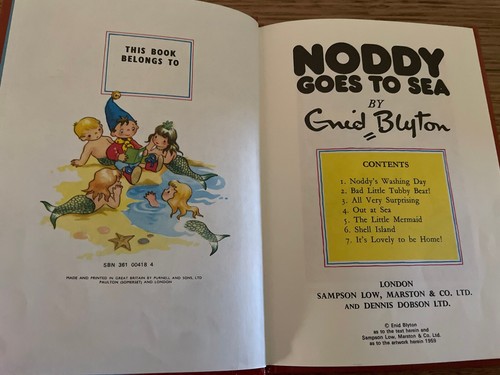 THIS BOOK
BELONGS TO
SBN 361 00418 4
MADE AND PRINTED IN GREAT BRITAIN BY PURNELL AND SONS, LTD
PAULTON (SOMERSET) AND LONDON
NODDY
GOES TO SEA
BY
Enid Blyton
CONTENTS
1. Noddy's Washing Day
2. Bad Little Tubby Bear!
3. All Very Surprising
4. Out at Sea
5. The Little Mermaid
6. Shell Island
7. It's Lovely to be Home!
LONDON
SAMPSON LOW, MARSTON & CO. LTD.
AND DENNIS DOBSON LTD.
© Enid Blyton
as to the text herein and
Sampson Low, Marston & Co. Ltd.
as to the artwork herein